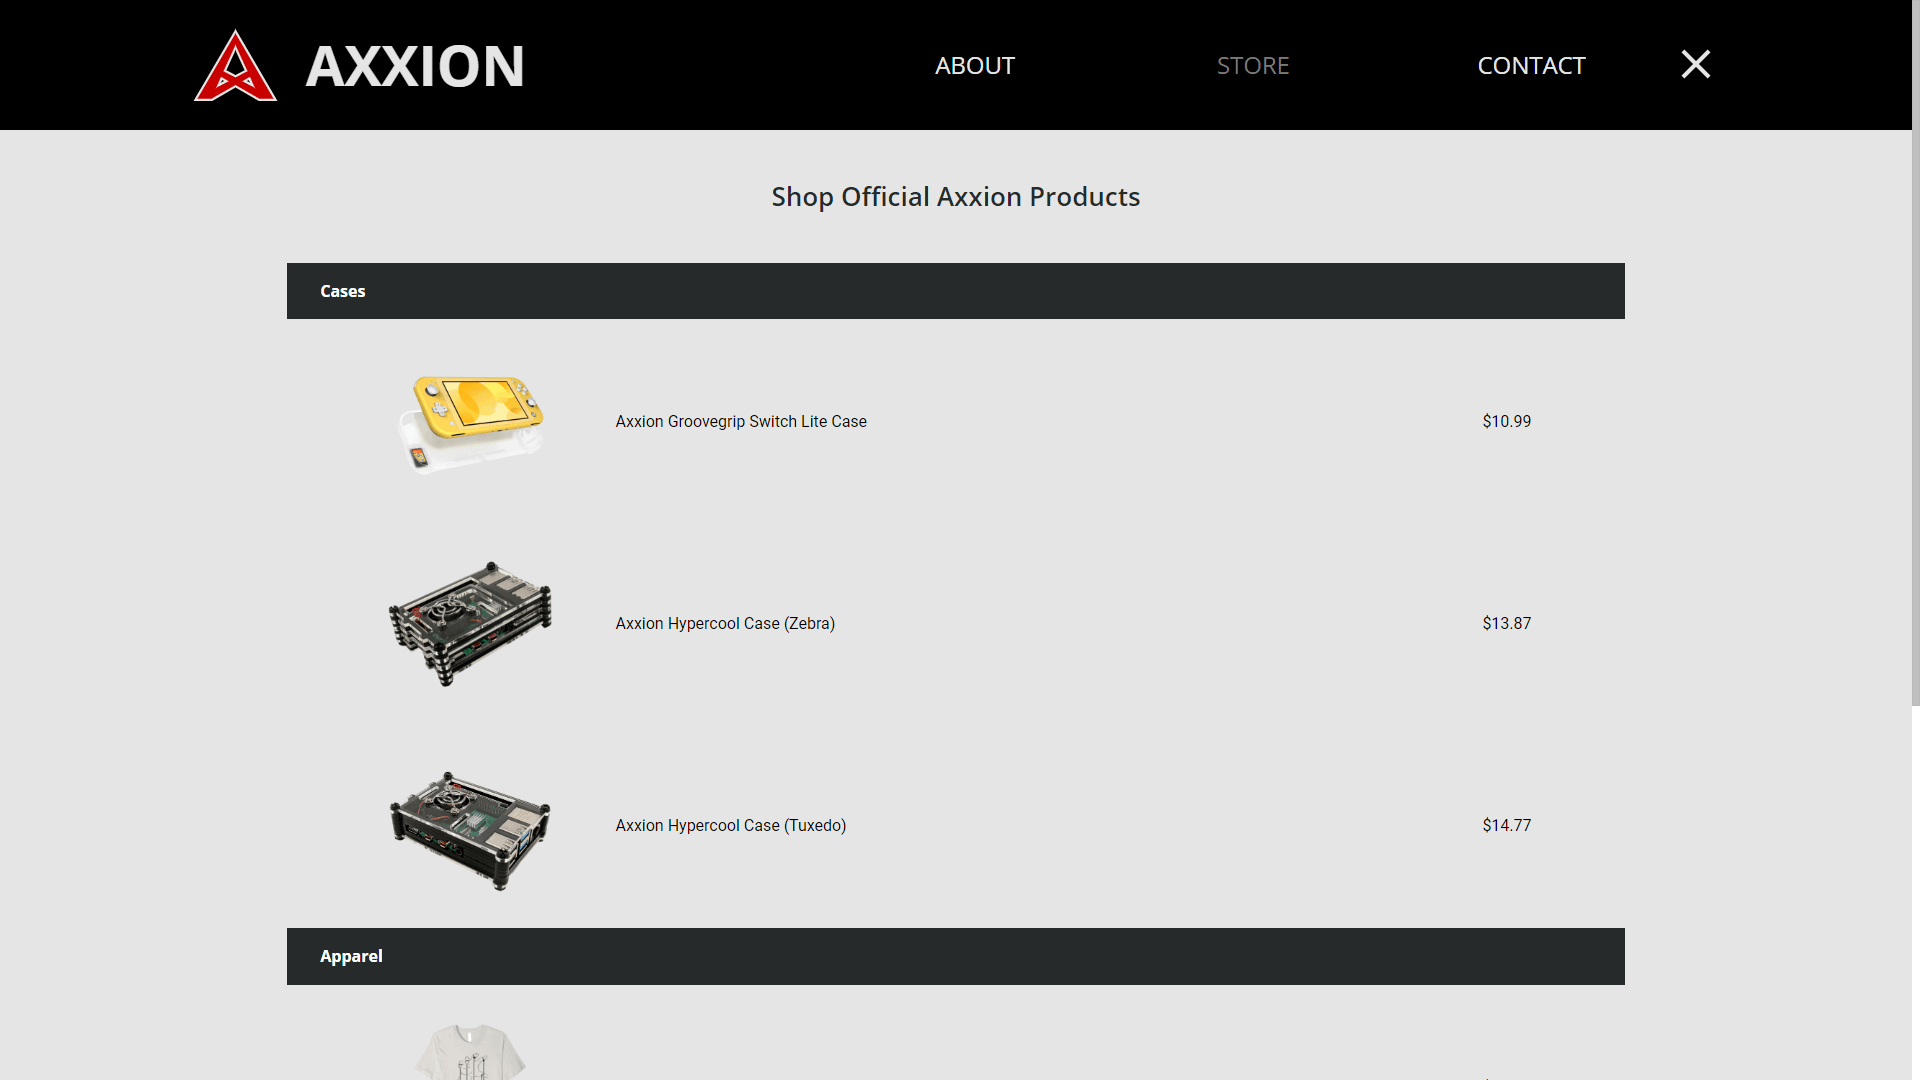 AXXION
ABOUT
STORE
CONTACT
Shop Official Axxion Products
Cases
Axxion Groovegrip Switch Lite Case
$10.99
Axxion Hypercool Case (Zebra)
$13.87
Axxion Hypercool Case (Tuxedo)
$14.77
Apparel